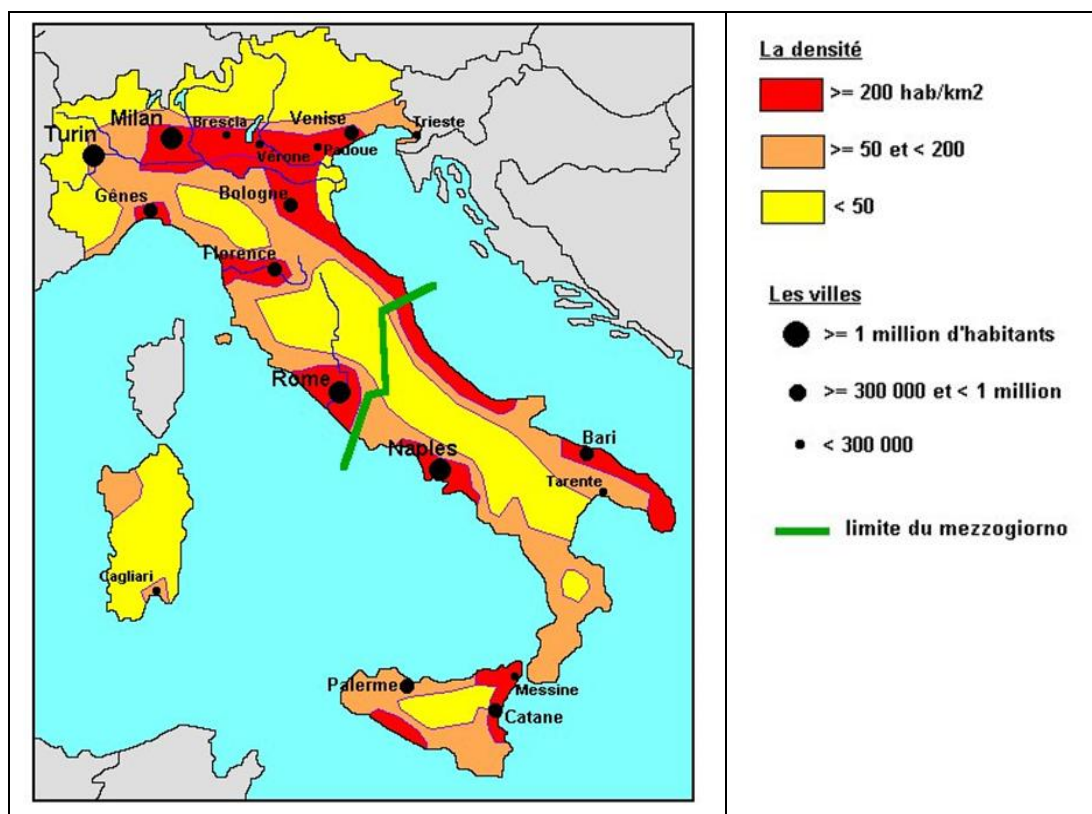 Milan
Brescia
Venise
Trieste
Turin
Vérone
Padoue
Gênes
Bologne
Florence
Rome
Naples
Bari
Tarente
Cagliari
Palerme
Messine
Catane
La densité
>= 200 hab/km2
>= 50 et < 200
< 50
Les villes
>= 1 million d'habitants
>= 300 000 et < 1 million
< 300 000
limite du mezzogiorno